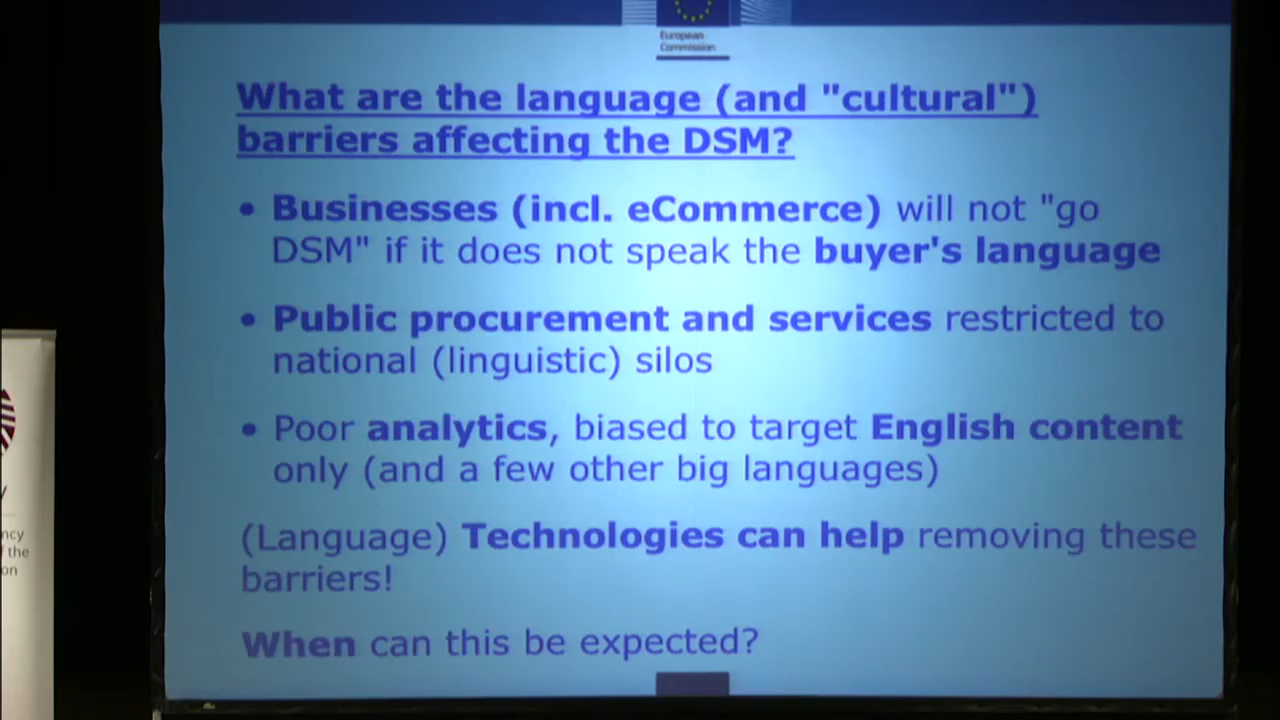 European
Commission
What are the language (and "cultural")
barriers affecting the DSM?
• Businesses (incl. eCommerce) will not "go
DSM" if it does not speak the buyer's language
• Public procurement and services restricted to
national (linguistic) silos
• Poor analytics, biased to target English content
only (and a few other big languages)
(Language) Technologies can help removing these
barriers!
When can this be expected?
y
ncy
f the
on